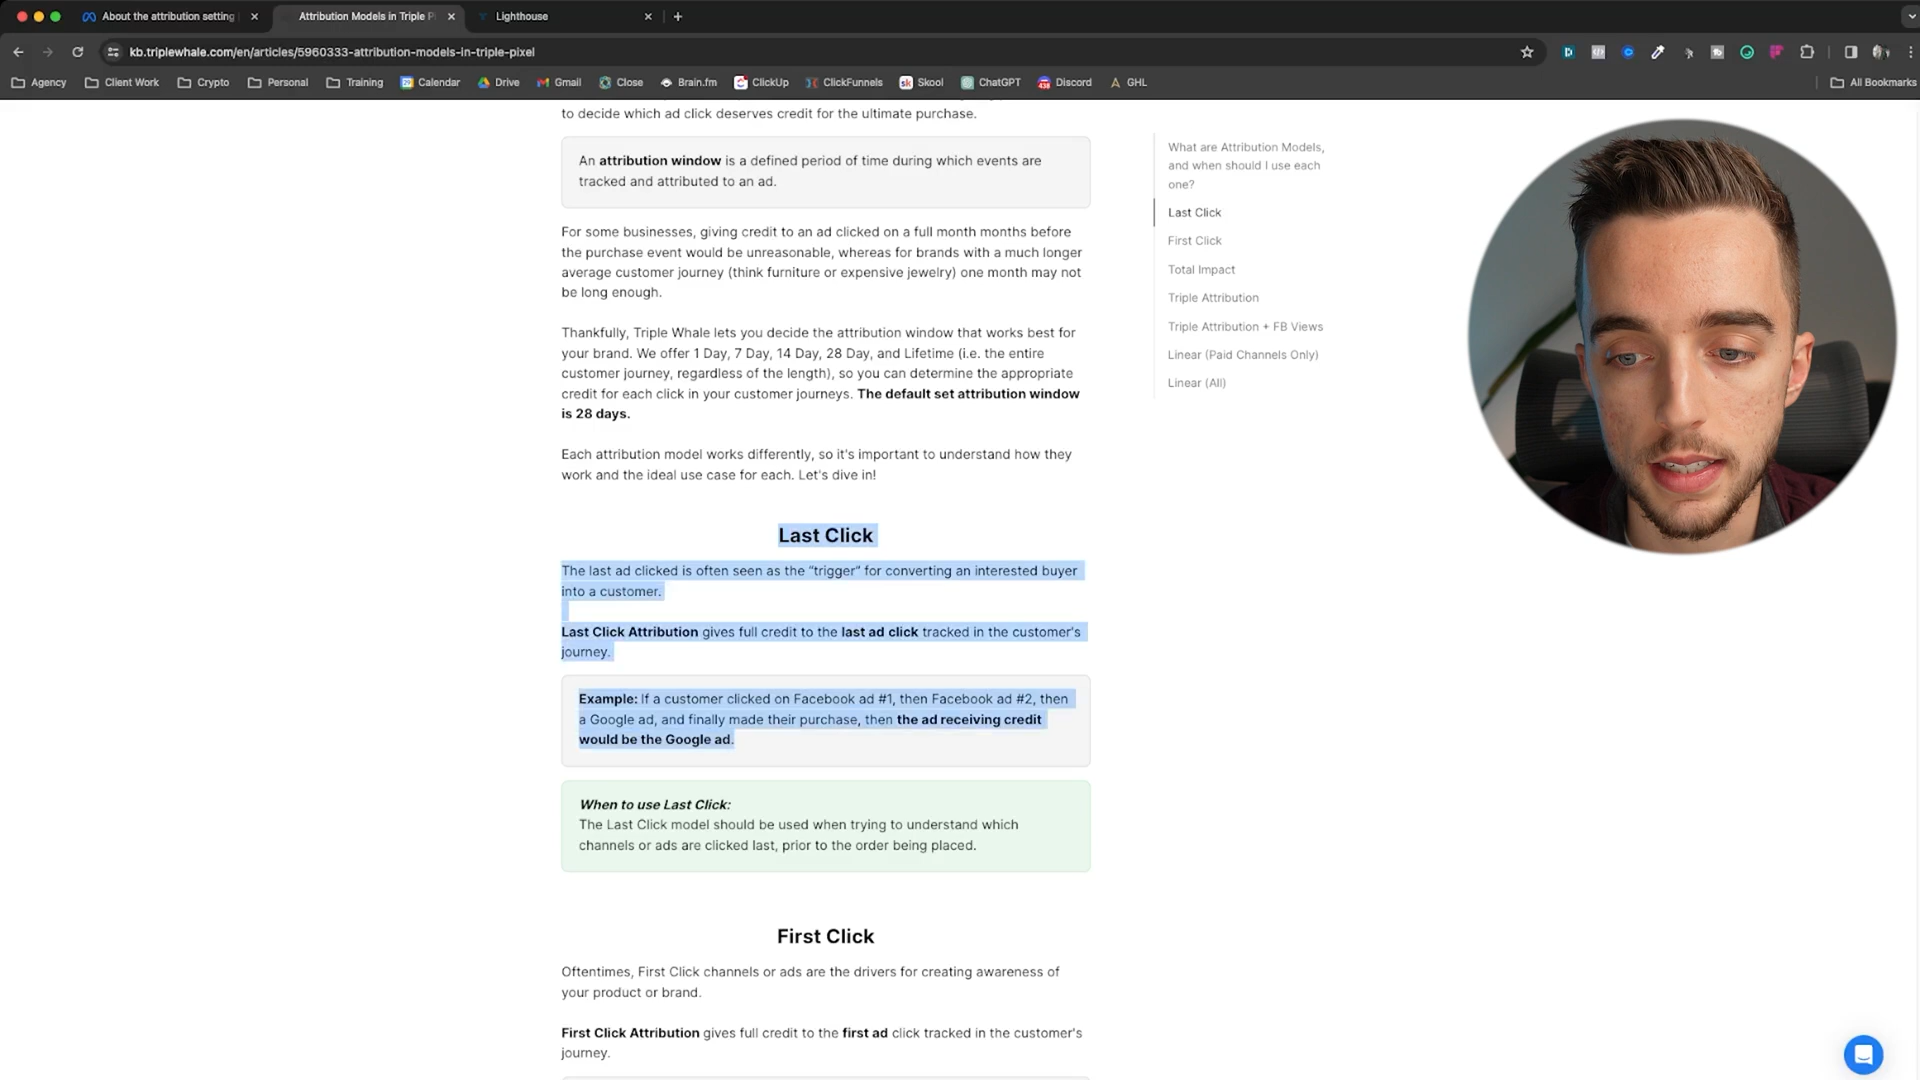 About the attribution setting
Attribution Models in Triple P
Lighthouse
kb.triplewhale.com/en/articles/5960333-attribution-models-in-triple-pixel
Agency
Client Work
Crypto
Personal
Training
Calendar
Drive
Gmail
Close
Brain.fm
ClickUp
ClickFunnels
Skool
ChatGPT
Discord
GHL
All Bookmarks
to decide which ad click deserves credit for the ultimate purchase.
An attribution window is a defined period of time during which events are
tracked and attributed to an ad.
For some businesses, giving credit to an ad clicked on a full month months before
the purchase event would be unreasonable, whereas for brands with a much longer
average customer journey (think furniture or expensive jewelry) one month may not
be long enough.
Thankfully, Triple Whale lets you decide the attribution window that works best for
your brand. We offer 1 Day, 7 Day, 14 Day, 28 Day, and Lifetime (i.e. the entire
customer journey, regardless of the length), so you can determine the appropriate
credit for each click in your customer journeys. The default set attribution window
is 28 days.
Each attribution model works differently, so it's important to understand how they
work and the ideal use case for each. Let's dive in!
Last Click
The last ad clicked is often seen as the “trigger” for converting an interested buyer
into a customer.
Last Click Attribution gives full credit to the last ad click tracked in the customer's
journey.
Example: If a customer clicked on Facebook ad #1, then Facebook ad #2, then
a Google ad, and finally made their purchase, then the ad receiving credit
would be the Google ad.
When to use Last Click:
The Last Click model should be used when trying to understand which
channels or ads are clicked last, prior to the order being placed.
First Click
Oftentimes, First Click channels or ads are the drivers for creating awareness of
your product or brand.
First Click Attribution gives full credit to the first ad click tracked in the customer's
journey.
What are Attribution Models,
and when should I use each
one?
Last Click
First Click
Total Impact
Triple Attribution
Triple Attribution + FB Views
Linear (Paid Channels Only)
Linear (All)